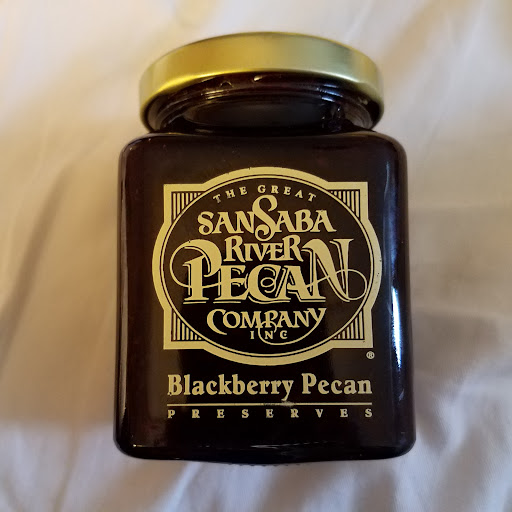 THE GREAT
SANSABA
RIVER
PECAN
COMPANY
INC
®
Blackberry Pecan
PRESERVES